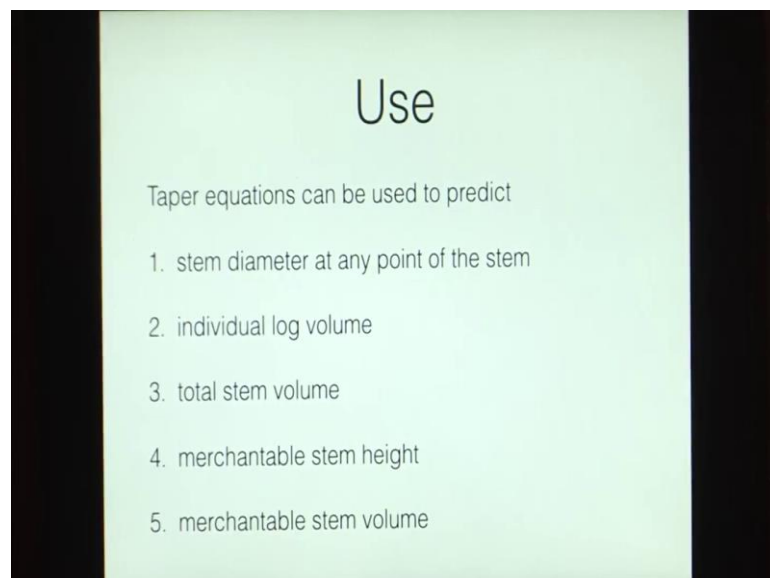 Use
Taper equations can be used to predict
1. stem diameter at any point of the stem
2. individual log volume
3. total stem volume
4. merchantable stem height
5. merchantable stem volume